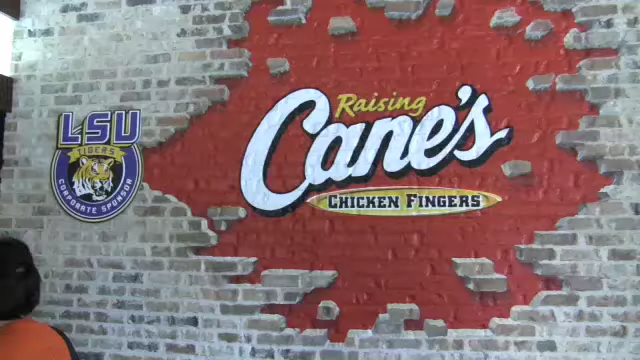 LSU
TIGERS
CORPORATE SPONSOR
Raising
Cane's
CHICKEN FINGERS